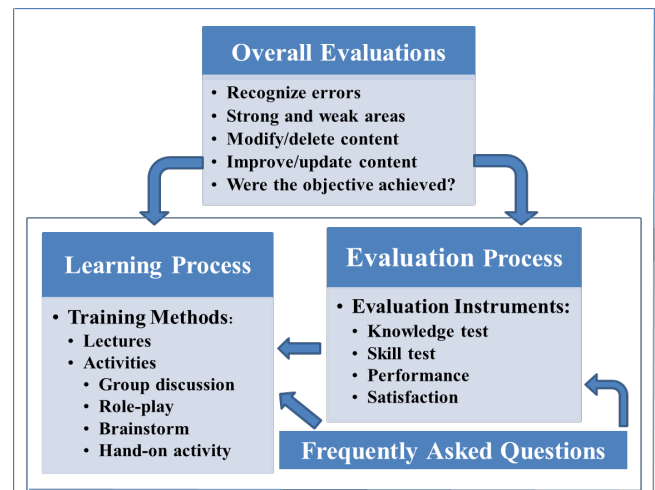 Overall Evaluations
• Recognize errors
• Strong and weak areas
• Modify/delete content
• Improve/update content
• Were the objective achieved?
Learning Process
• Training Methods:
• Lectures
• Activities
• Group discussion
• Role-play
• Brainstorm
• Hand-on activity
Evaluation Process
• Evaluation Instruments:
• Knowledge test
• Skill test
• Performance
• Satisfaction
Frequently Asked Questions